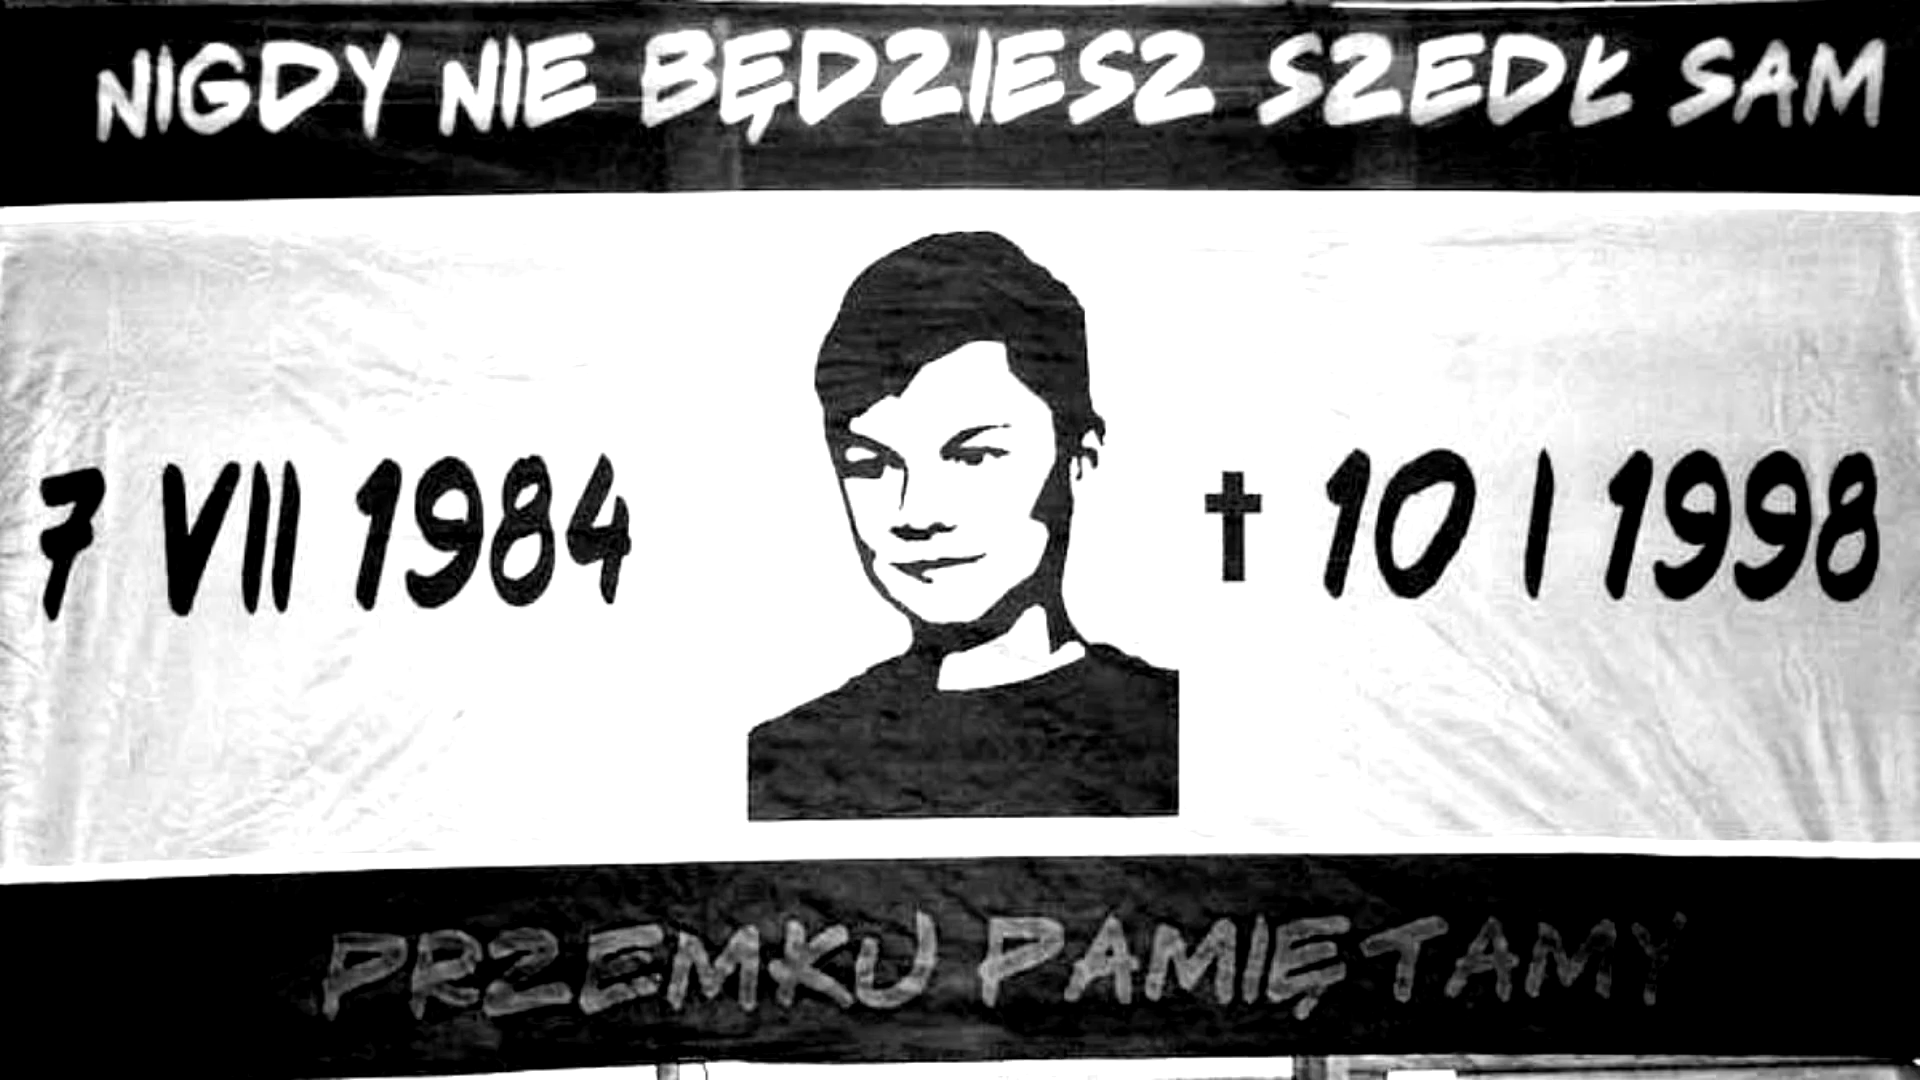 NIGDY NIE BĘDZIESZ SZEDŁ SAM
7 VII 1984 † 10 I 1998
PRZEMKU PAMIĘTAMY